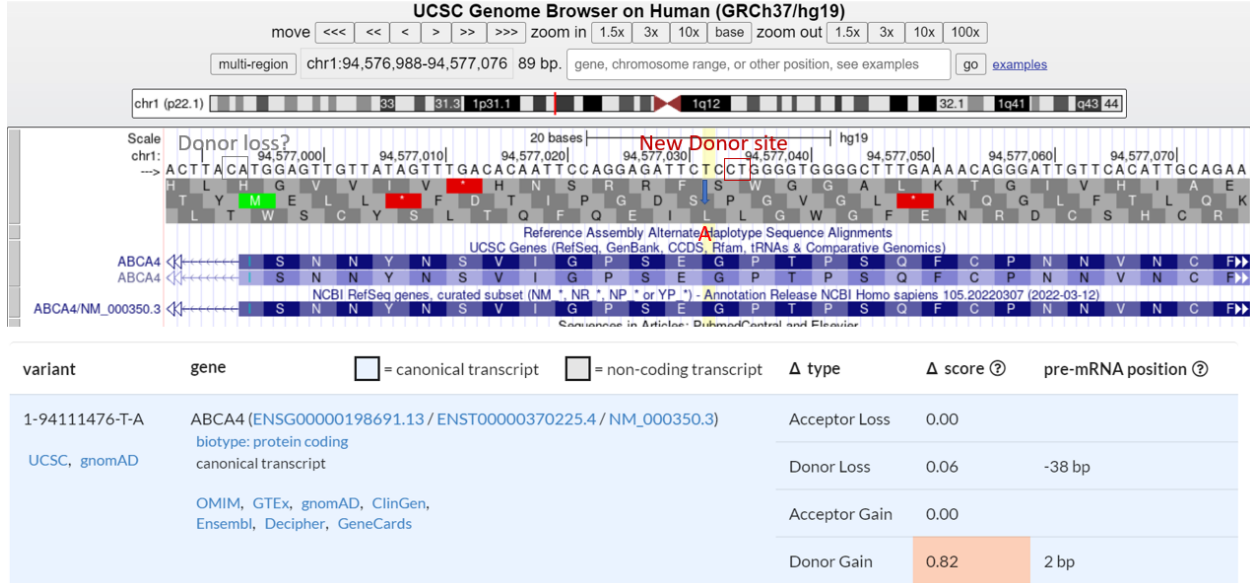 UCSC Genome Browser on Human (GRCh37/hg19)
move <<< << < > >> >>> zoom in 1.5x 3x 10x base zoom out 1.5x 3x 10x 100x
multi-region chr1:94,576,988-94,577,076 89 bp. gene, chromosome range, or other position, see examples go examples
chr1 (p22.1) 33 31.3 1p31.1 1q12 32.1 1q41 q43 44
Scale Donor loss? 20 bases New Donor site hg19
chr1: 94,577,000 94,577,010 94,577,020 94,577,030 94,577,040 94,577,050 94,577,060 94,577,070
---> ACTTACATGGAGTTGTTATAGTTTGACACAATTCCAGGAGATTCTCCCTGGGGTGGGGCTTTGAAAACAGGGATTGTTCACATTGCAGAA
H L H G V V I V * H N S R R F S W G G A L K T G I V H I A E
T Y M E L L * F D T I P G D S P G V G L * K Q G L F T L Q K
L T W S C Y S L T Q F Q E I L L G W G F E N R D C S H C R
A
Reference Assembly Alternate Haplotype Sequence Alignments
UCSC Genes (RefSeq, GenBank, CCDS, Rfam, tRNAs & Comparative Genomics)
ABCA4 I S N N Y N S V I G P S E G P T P S Q F C P N N V N C F
ABCA4 I S N N Y N S V I G P S E G P T P S Q F C P N N V N C F
NCBI RefSeq genes, curated subset (NM_*, NR_*, NP_* or YP_*) - Annotation Release NCBI Homo sapiens 105.20220307 (2022-03-12)
ABCA4/NM_000350.3 I S N N Y N S V I G P S E G P T P S Q F C P N N V N C F
Sequences in Articles: PubmedCentral and Elsevier
variant gene = canonical transcript = non-coding transcript Δ type Δ score ? pre-mRNA position ?
1-94111476-T-A ABCA4 (ENSG00000198691.13 / ENST00000370225.4 / NM_000350.3) Acceptor Loss 0.00
biotype: protein coding
UCSC, gnomAD canonical transcript Donor Loss 0.06 -38 bp
OMIM, GTEx, gnomAD, ClinGen, Acceptor Gain 0.00
Ensembl, Decipher, GeneCards
Donor Gain 0.82 2 bp